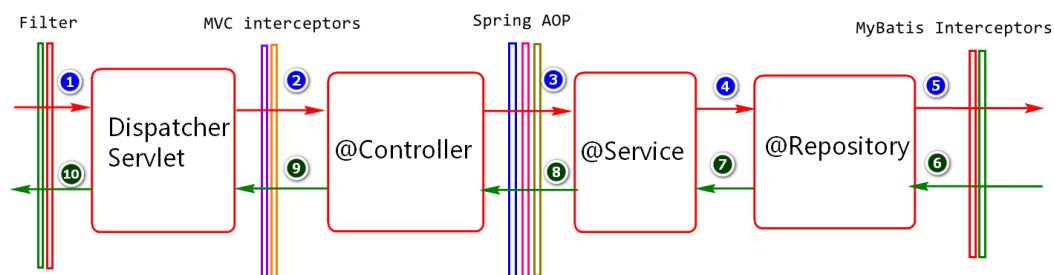 Filter
MVC interceptors
Spring AOP
MyBatis Interceptors
1
2
3
4
5
Dispatcher
Servlet
@Controller
@Service
@Repository
10
9
8
7
6